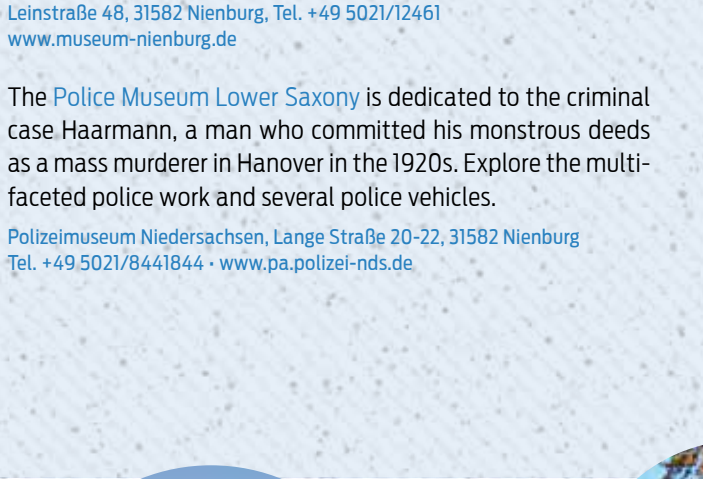 Leinstraße 48, 31582 Nienburg, Tel. +49 5021/12461
www.museum-nienburg.de
The Police Museum Lower Saxony is dedicated to the criminal
case Haarmann, a man who committed his monstrous deeds
as a mass murderer in Hanover in the 1920s. Explore the multi-
faceted police work and several police vehicles.
Polizeimuseum Niedersachsen, Lange Straße 20-22, 31582 Nienburg
Tel. +49 5021/8441844 · www.pa.polizei-nds.de